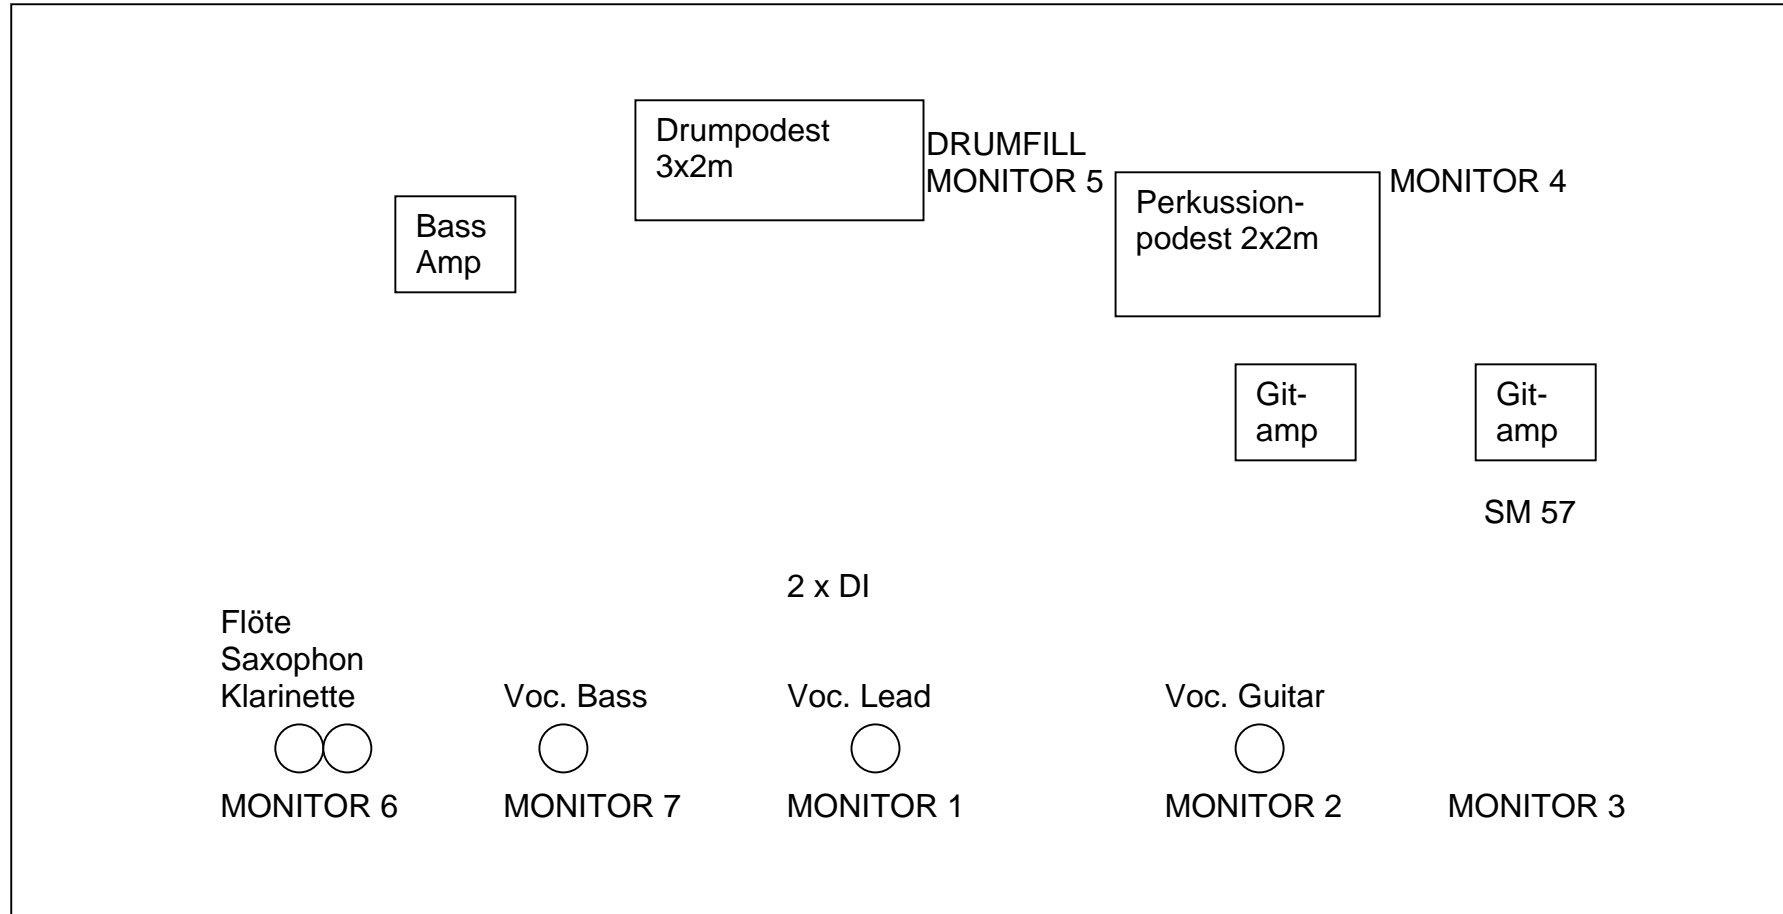 Drumpodest
3x2m
DRUMFILL
MONITOR 5
MONITOR 4
Perkussion-
podest 2x2m
Bass
Amp
Git-
amp
Git-
amp
SM 57
2 x DI
Flöte
Saxophon
Klarinette
Voc. Bass
Voc. Lead
Voc. Guitar
MONITOR 6
MONITOR 7
MONITOR 1
MONITOR 2
MONITOR 3